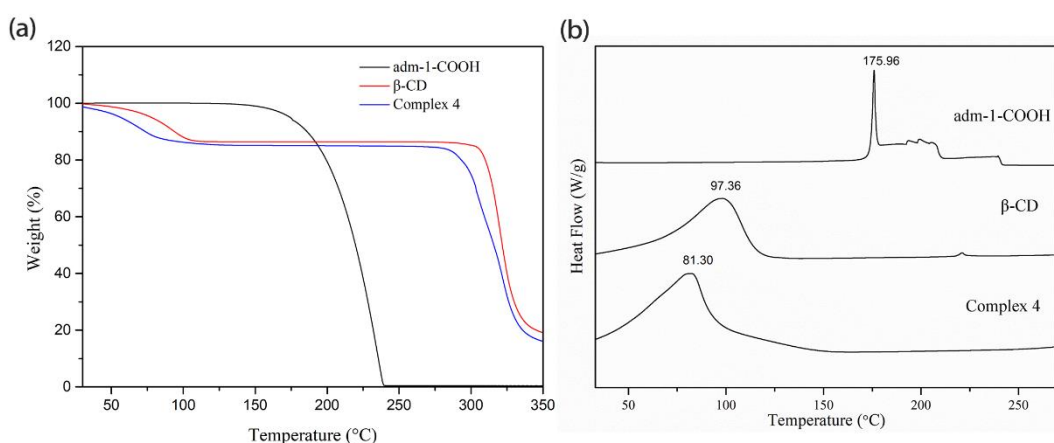 (a)
120
100
80
60
40
20
0
Weight (%)
adm-1-COOH
β-CD
Complex 4
50
100
150
200
250
300
350
Temperature (°C)
(b)
175.96
adm-1-COOH
97.36
β-CD
81.30
Complex 4
Heat Flow (W/g)
50
100
150
200
250
Temperature (°C)